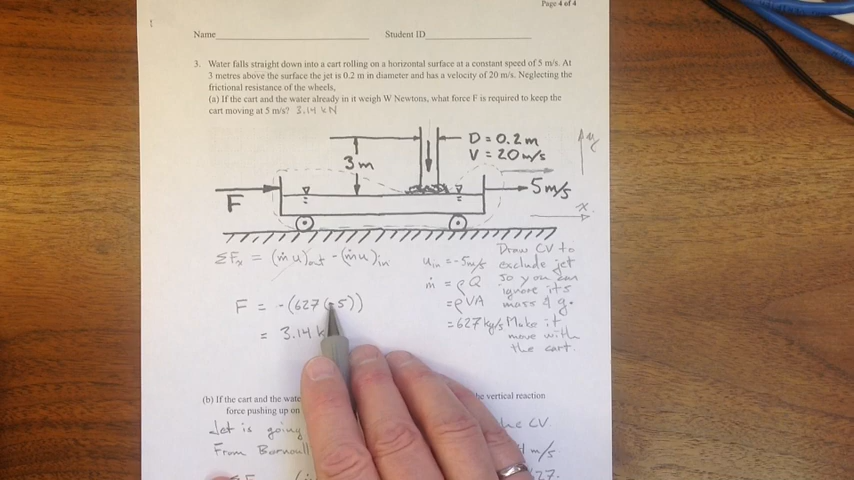 Page 4 of 4
Name
Student ID
3. Water falls straight down into a cart rolling on a horizontal surface at a constant speed of 5 m/s. At
3 metres above the surface the jet is 0.2 m in diameter and has a velocity of 20 m/s. Neglecting the
frictional resistance of the wheels,
(a) If the cart and the water already in it weigh W Newtons, what force F is required to keep the
cart moving at 5 m/s? 3.14 kN
3m
D = 0.2m
V = 20m/s
F
5m/s
x
ΣFx = (ṁu)out - (ṁu)in
F = -(627(-5))
= 3.14 k
uin = -5m/s
ṁ = ρQ
= ρVA
= 627 kg/s
Draw CV to
exclude jet
so you can
ignore its
mass & g.
Make it
move with
the cart.
(b) If the cart and the wate
the vertical reaction
force pushing up on
Jet is going
the CV.
From Bernoull
m/s
627.